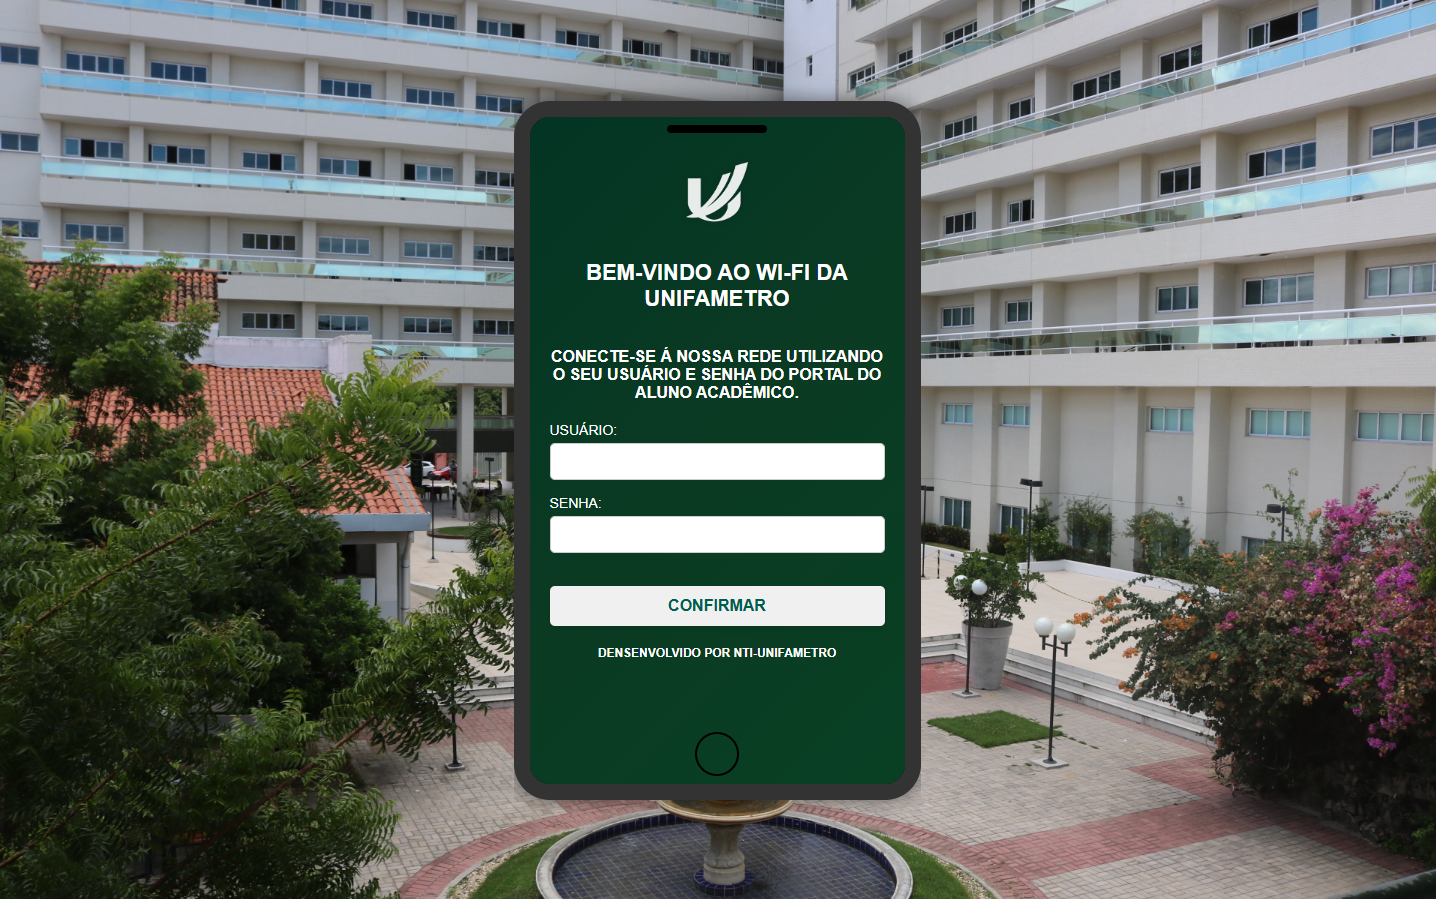 BEM-VINDO AO WI-FI DA
UNIFAMETRO
CONECTE-SE Á NOSSA REDE UTILIZANDO
O SEU USUÁRIO E SENHA DO PORTAL DO
ALUNO ACADÊMICO.
USUÁRIO:
SENHA:
CONFIRMAR
DENSENVOLVIDO POR NTI-UNIFAMETRO